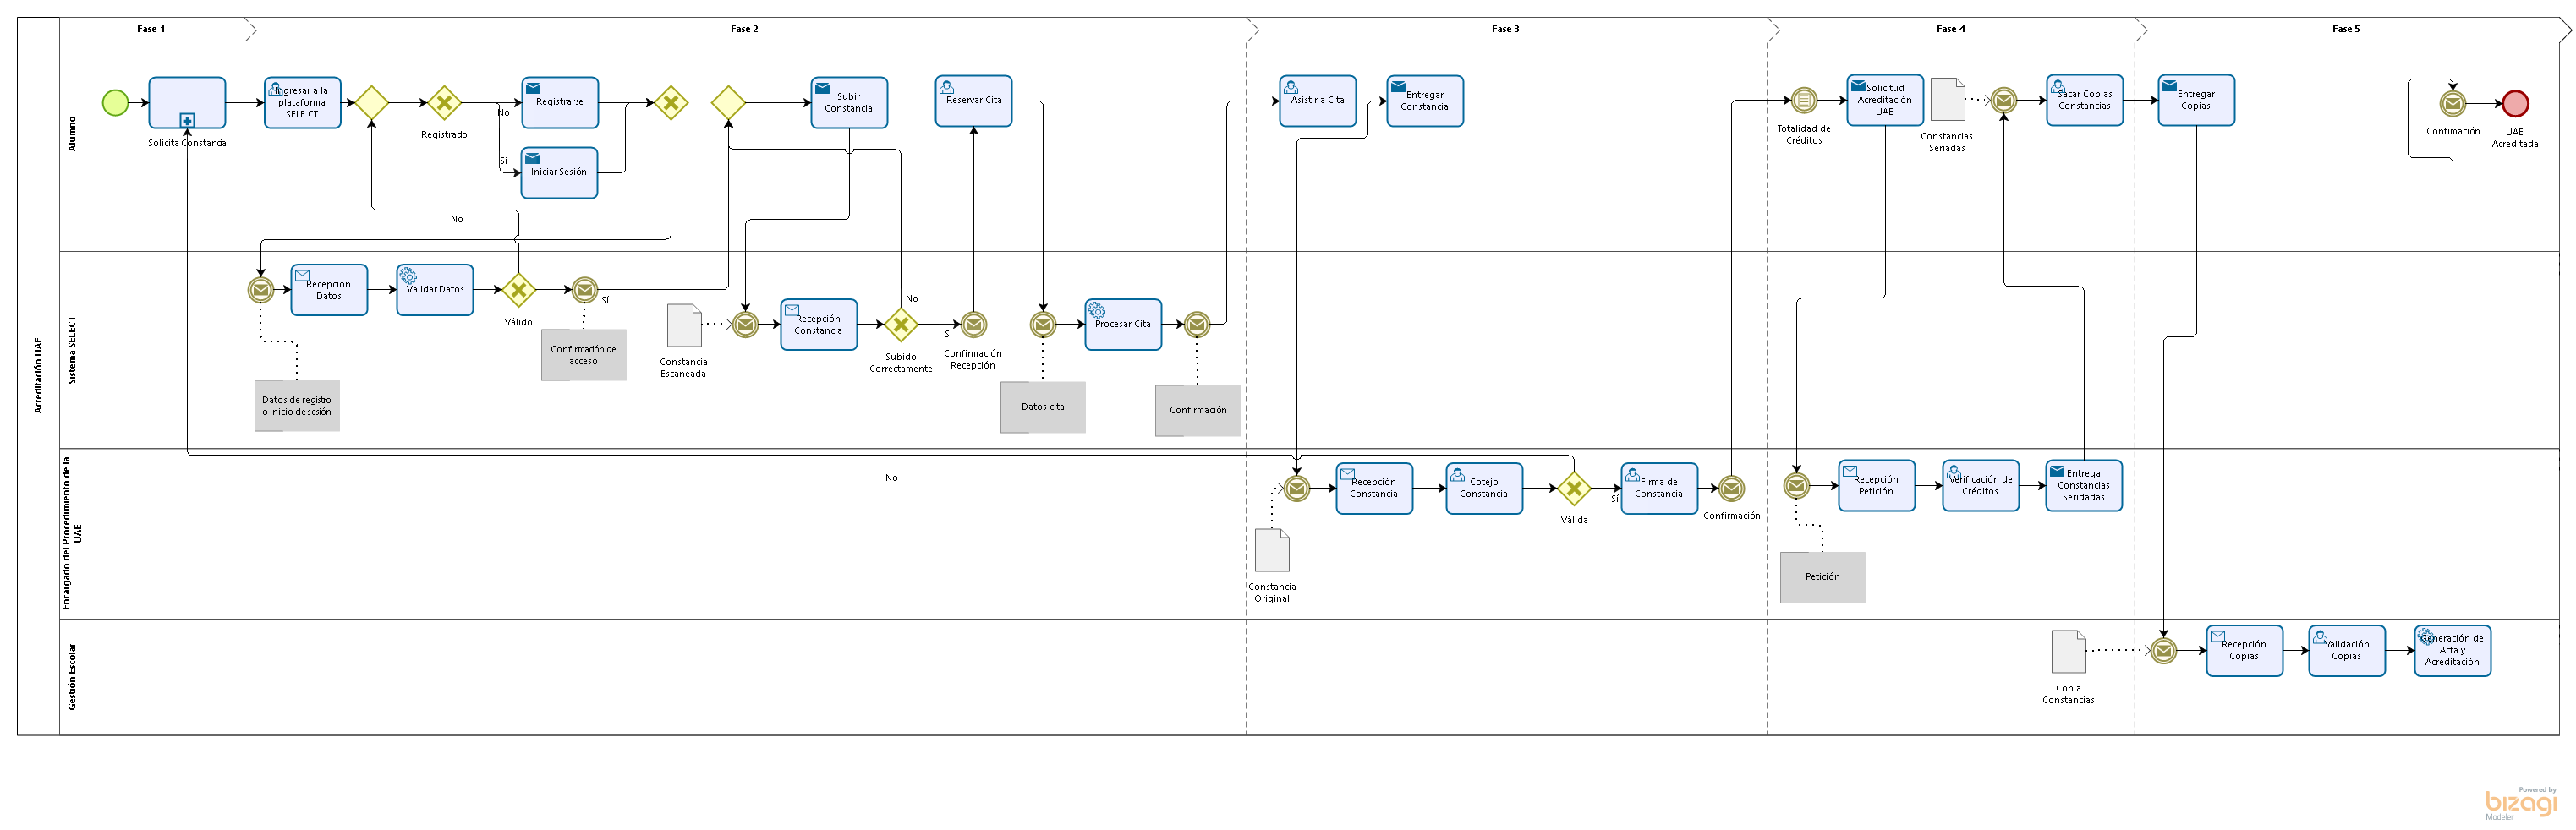 Fase 1
Fase 2
Fase 3
Fase 4
Fase 5
Acreditación UAE
Alumno
Solicita Constancia
Ingresar a la
plataforma
SELE CT
Registrado
No
Sí
Registrarse
Iniciar Sesión
No
Subir
Constancia
Reservar Cita
Asistir a Cita
Entregar
Constancia
Totalidad de
Créditos
Solicitud
Acreditación
UAE
Constancias
Seriadas
Sacar Copias
Constancias
Entregar
Copias
Confimación
UAE
Acreditada
Sistema SELECT
Recepción
Datos
Validar Datos
Válido
Sí
Datos de registro
o inicio de sesión
Confirmación de
acceso
Constancia
Escaneada
Recepción
Constancia
Subido
Correctamente
No
Sí
Confirmación
Recepción
Datos cita
Procesar Cita
Confirmación
Encargado del Procedimiento de la
UAE
No
Constancia
Original
Recepción
Constancia
Cotejo
Constancia
Válida
Sí
Firma de
Constancia
Confirmación
Petición
Recepción
Petición
Verificación de
Créditos
Entrega
Constancias
Seridadas
Gestión Escolar
Copia
Constancias
Recepción
Copias
Validación
Copias
Generación de
Acta y
Acreditación
Powered by
bizagi
Modeler